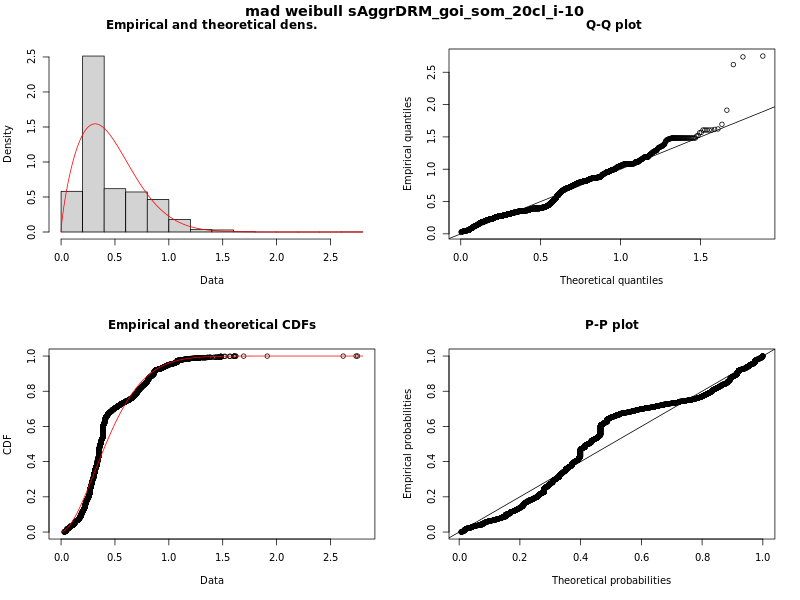 mad weibull sAggrDRM_goi_som_20cl_i-10
Empirical and theoretical dens.
Density
0.0 0.5 1.0 1.5 2.0 2.5
0.0 0.5 1.0 1.5 2.0 2.5
Data
Q-Q plot
Empirical quantiles
0.0 0.5 1.0 1.5 2.0 2.5
0.0 0.5 1.0 1.5
Theoretical quantiles
Empirical and theoretical CDFs
CDF
0.0 0.2 0.4 0.6 0.8 1.0
0.0 0.5 1.0 1.5 2.0 2.5
Data
P-P plot
Empirical probabilities
0.0 0.2 0.4 0.6 0.8 1.0
0.0 0.2 0.4 0.6 0.8 1.0
Theoretical probabilities